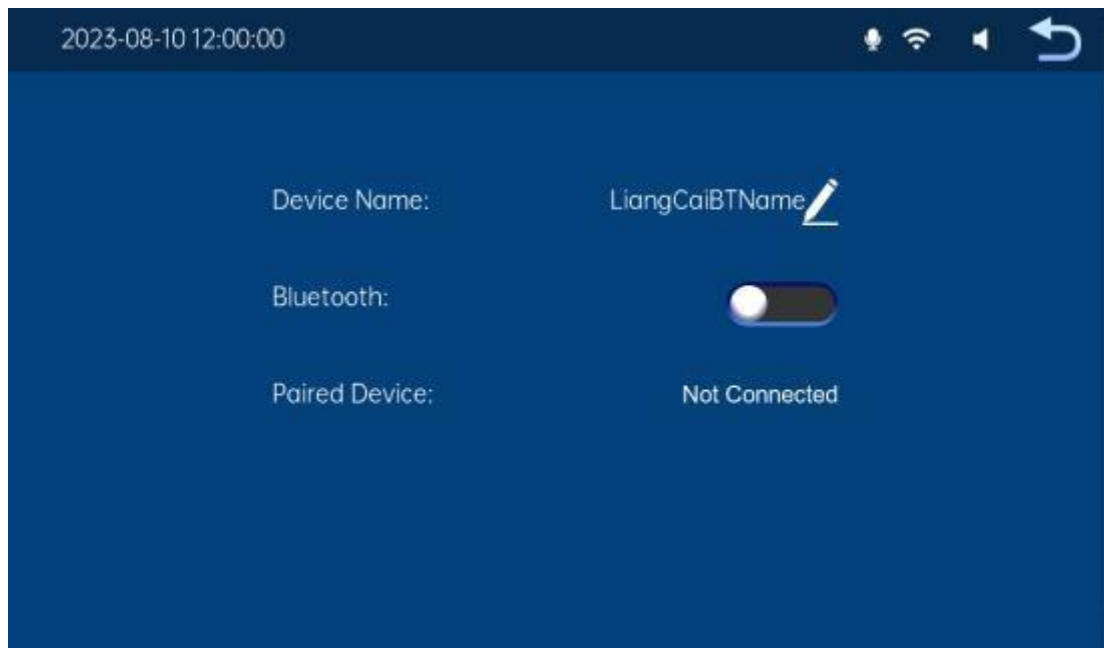 2023-08-10 12:00:00
Device Name: LiangCaiBTName
Bluetooth:
Paired Device: Not Connected